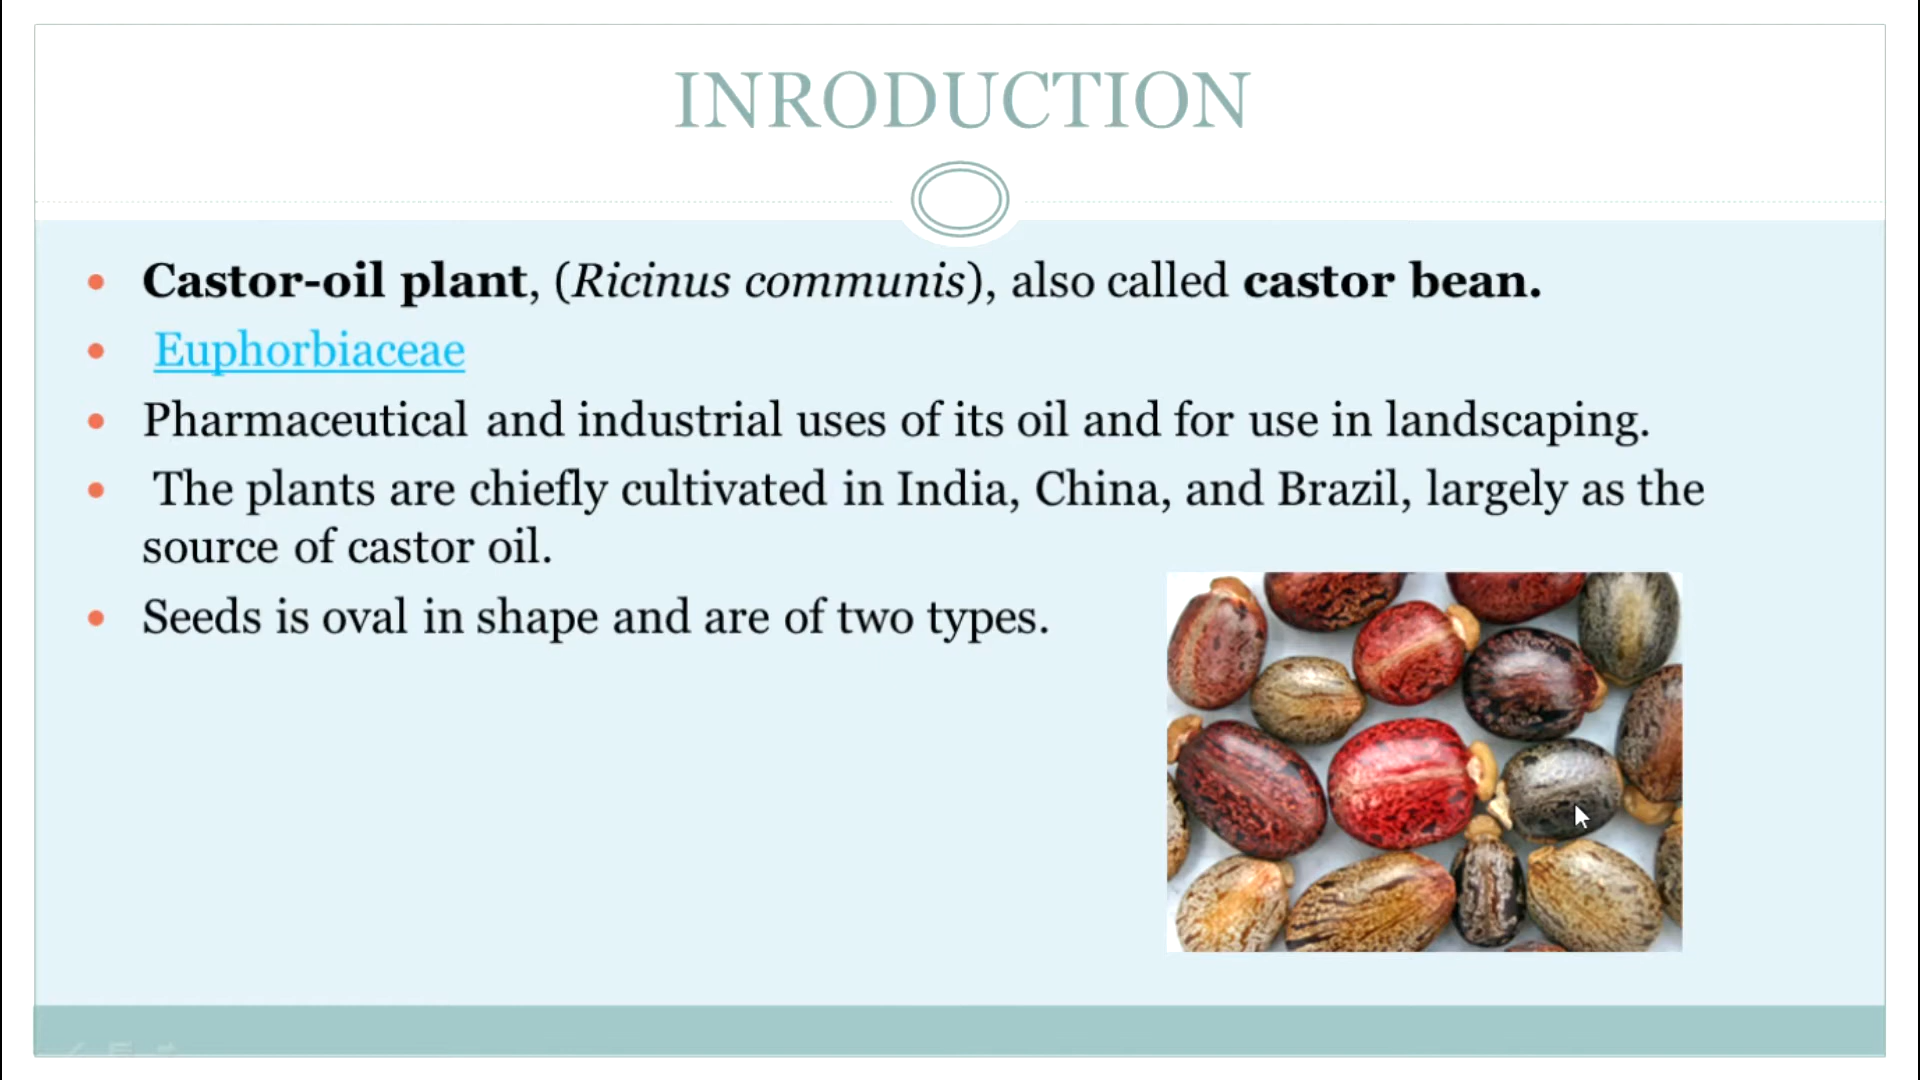 INRODUCTION
Castor-oil plant, (Ricinus communis), also called castor bean.
Euphorbiaceae
Pharmaceutical and industrial uses of its oil and for use in landscaping.
The plants are chiefly cultivated in India, China, and Brazil, largely as the
source of castor oil.
Seeds is oval in shape and are of two types.